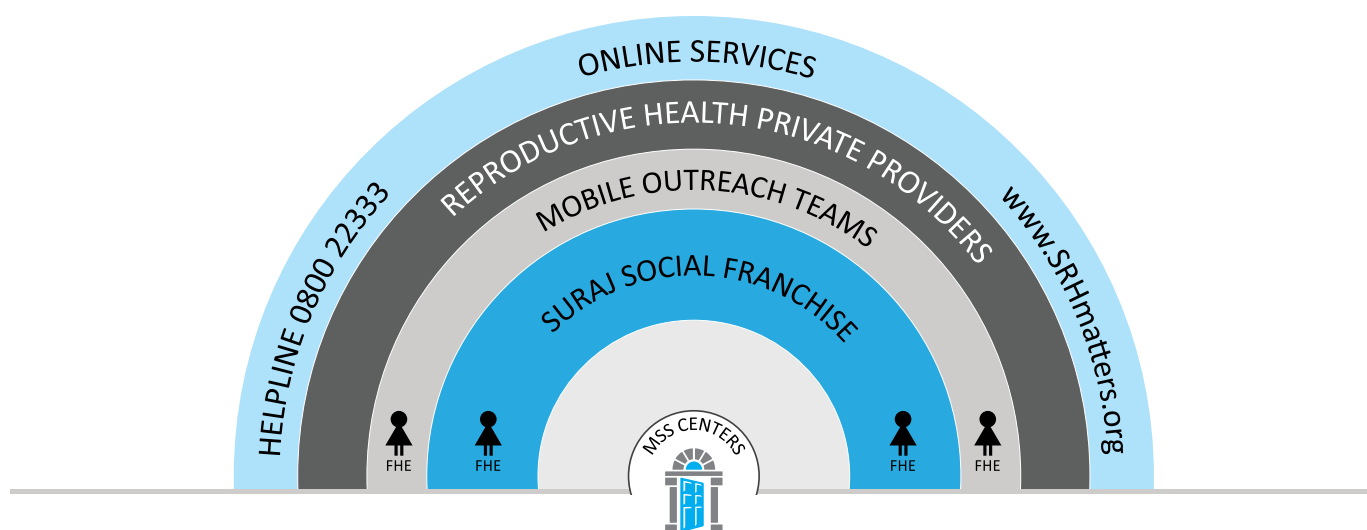 ONLINE SERVICES
HELPLINE 0800 22333
www.SRHmatters.org
REPRODUCTIVE HEALTH PRIVATE PROVIDERS
MOBILE OUTREACH TEAMS
SURAJ SOCIAL FRANCHISE
MSS CENTERS
FHE
FHE
FHE
FHE